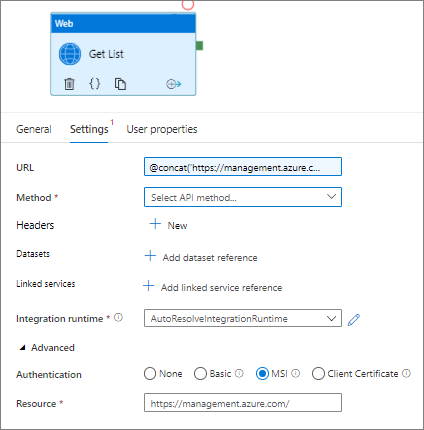 Web
Get List
{}
General Settings 1 User properties
URL @concat('https://management.azure.c...
Method * Select API method...
Headers + New
Datasets + Add dataset reference
Linked services + Add linked service reference
Integration runtime * AutoResolveIntegrationRuntime
Advanced
Authentication None Basic MSI Client Certificate
Resource * https://management.azure.com/